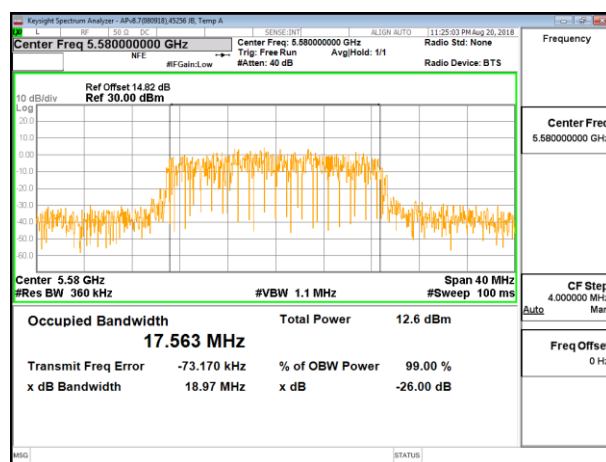 Keysight Spectrum Analyzer - APv8.7(080918),45256 JB, Temp A
L RF 50 Ω DC SENSE:INT ALIGN AUTO 11:25:03 PM Aug 20, 2018
Center Freq 5.580000000 GHz
NFE
#IFGain:Low
Center Freq: 5.580000000 GHz
Trig: Free Run Avg|Hold: 1/1
#Atten: 40 dB
Radio Std: None
Radio Device: BTS
Frequency
Ref Offset 14.82 dB
10 dB/div Ref 30.00 dBm
Log
20.0
10.0
0.00
-10.0
-20.0
-30.0
-40.0
-50.0
-60.0
Center 5.58 GHz Span 40 MHz
#Res BW 360 kHz #VBW 1.1 MHz #Sweep 100 ms
Center Freq
5.580000000 GHz
CF Step
4.000000 MHz
Auto Man
Freq Offset
0 Hz
Occupied Bandwidth Total Power 12.6 dBm
17.563 MHz
Transmit Freq Error -73.170 kHz % of OBW Power 99.00 %
x dB Bandwidth 18.97 MHz x dB -26.00 dB
MSG STATUS